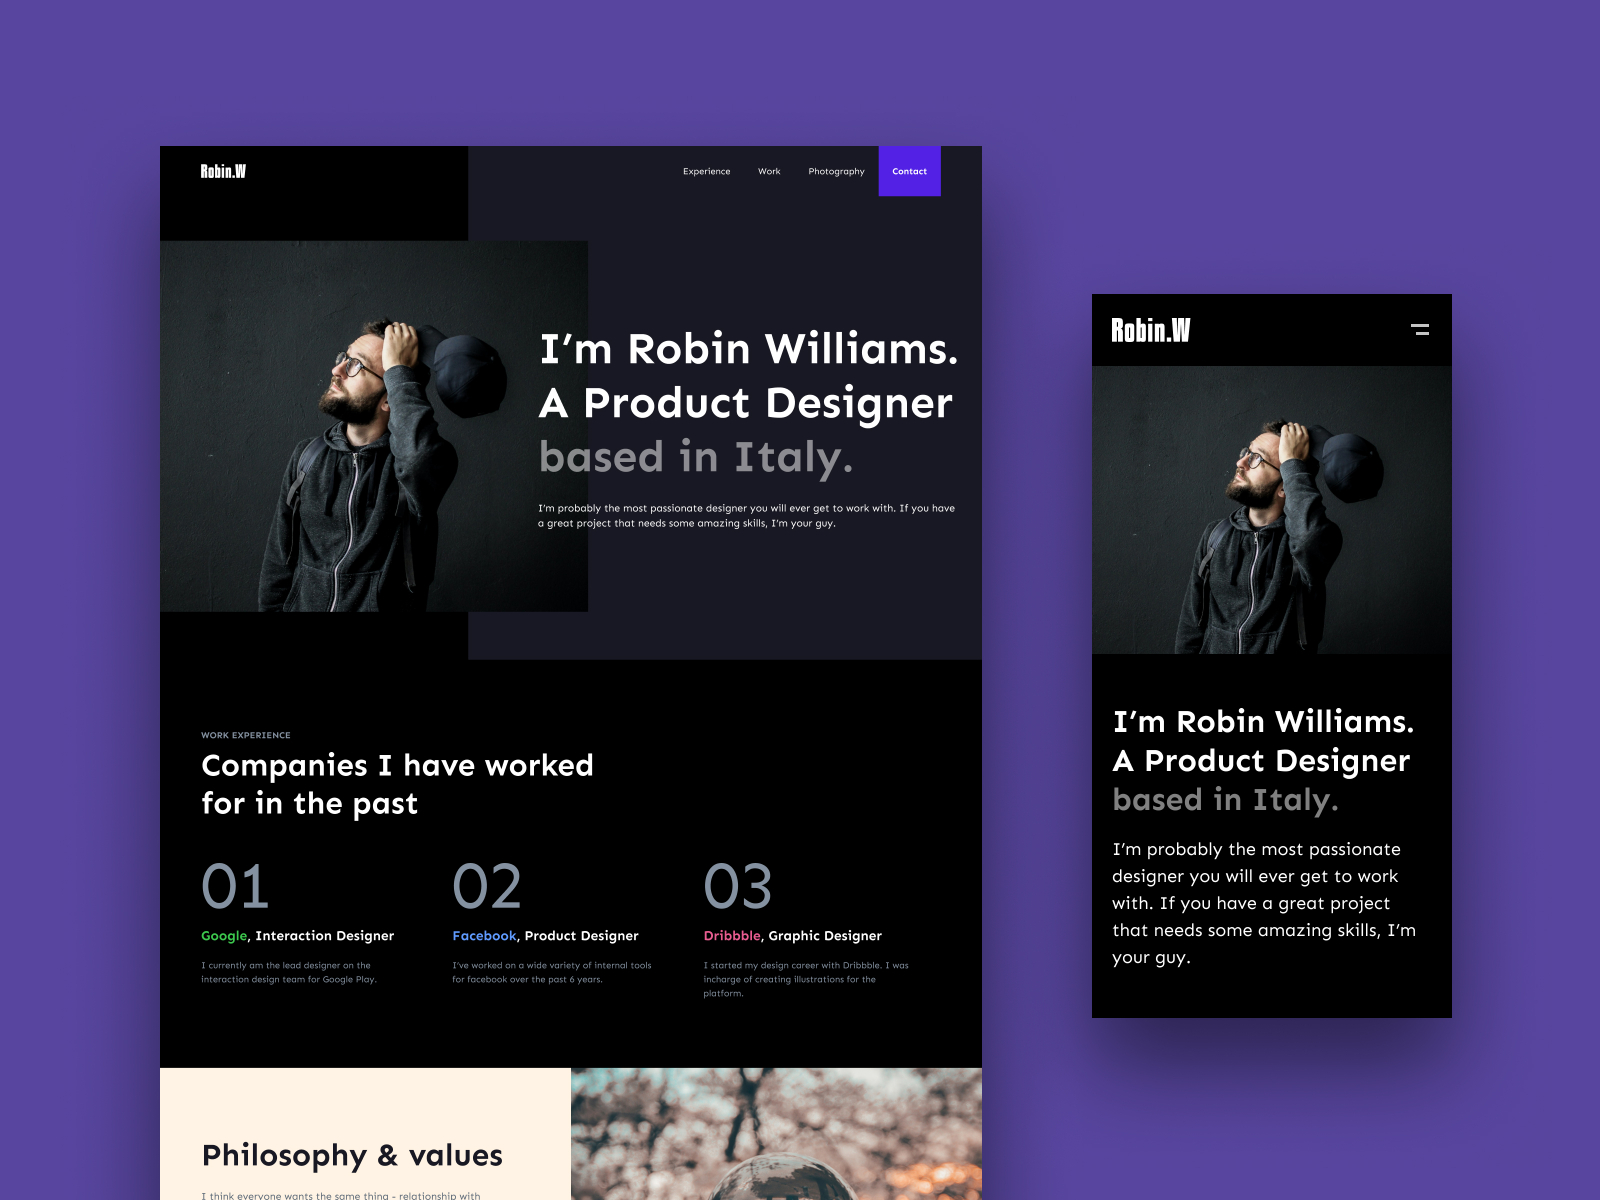 Robin.W
Experience Work Photography Contact
I’m Robin Williams.
A Product Designer
based in Italy.
I’m probably the most passionate designer you will ever get to work with. If you have
a great project that needs some amazing skills, I’m your guy.
WORK EXPERIENCE
Companies I have worked
for in the past
01
Google, Interaction Designer
I currently am the lead designer on the
interaction design team for Google Play.
02
Facebook, Product Designer
I’ve worked on a wide variety of internal tools
for facebook over the past 6 years.
03
Dribbble, Graphic Designer
I started my design career with Dribbble. I was
incharge of creating illustrations for the
platform.
Philosophy & values
I think everyone wants the same thing - relationship with
Robin.W
I’m Robin Williams.
A Product Designer
based in Italy.
I’m probably the most passionate
designer you will ever get to work
with. If you have a great project
that needs some amazing skills, I’m
your guy.